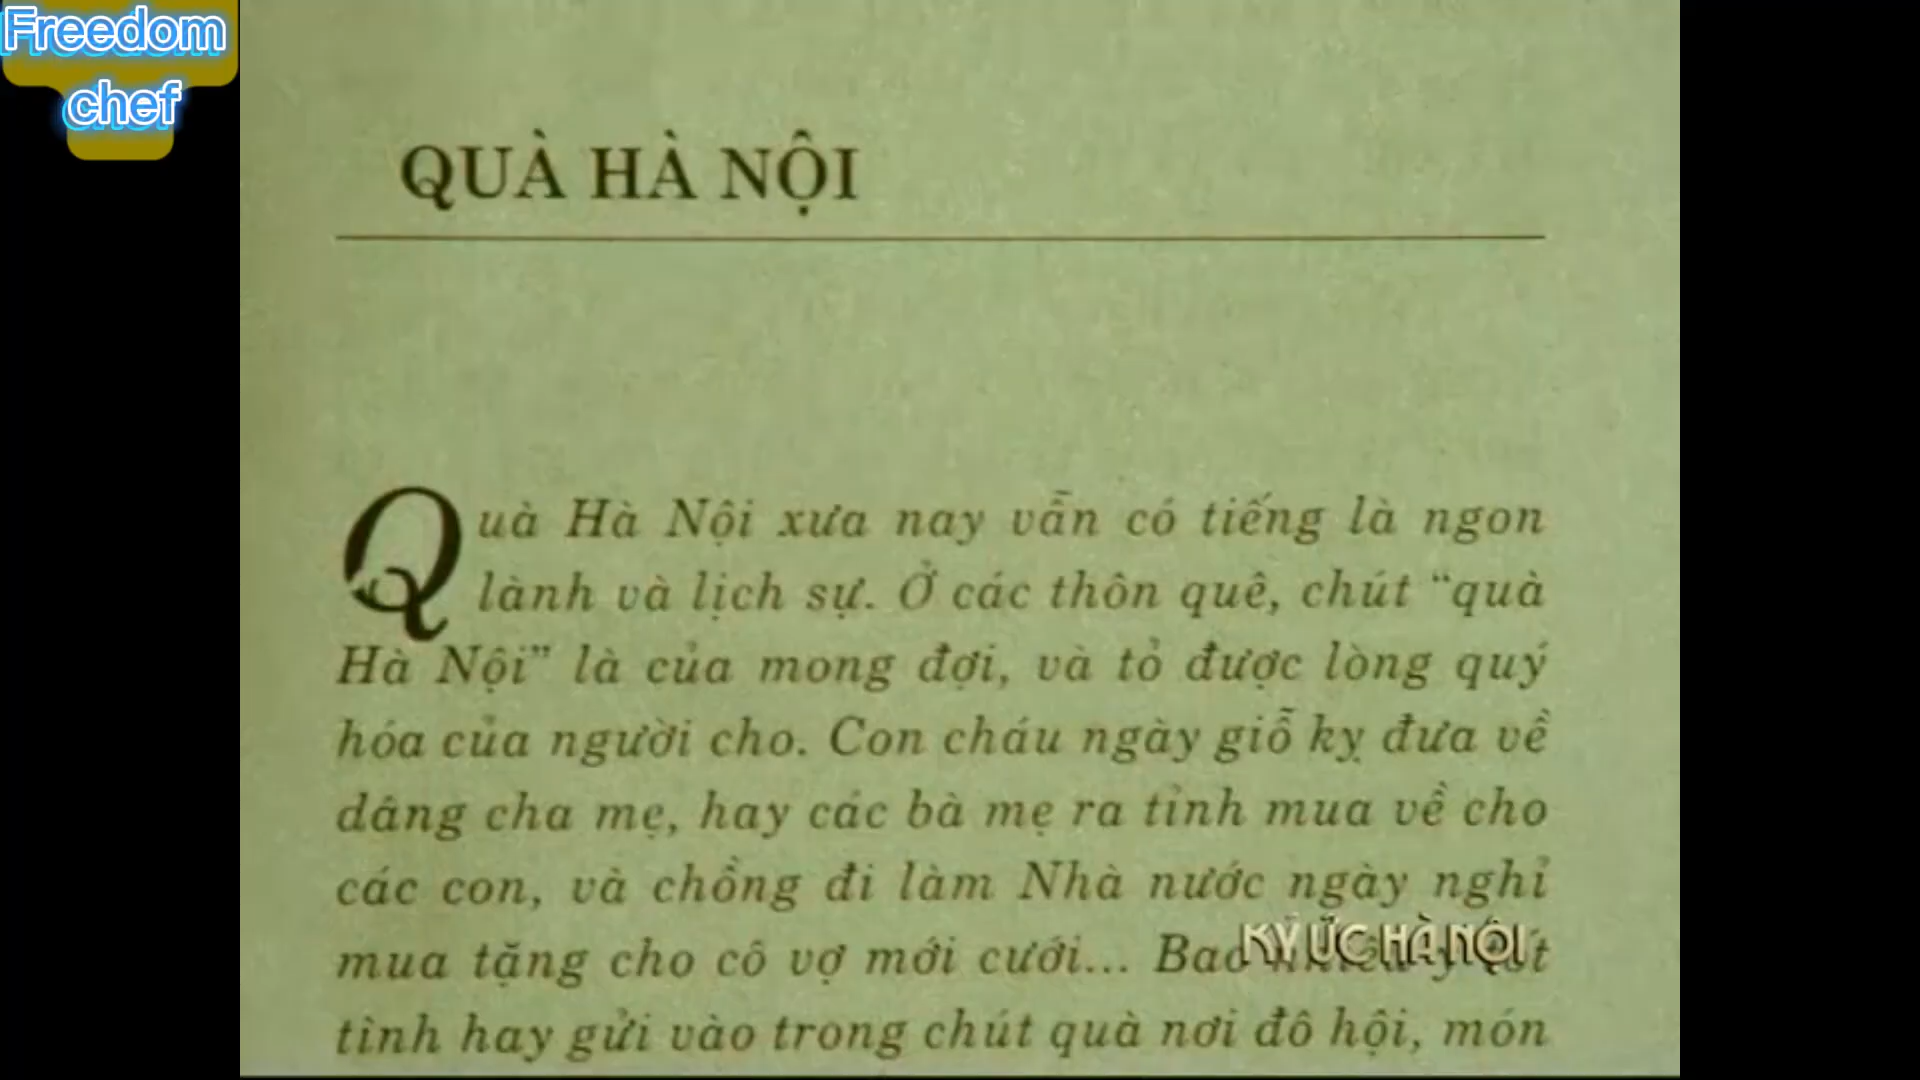 Freedom
chef
QUÀ HÀ NỘI
Quà Hà Nội xưa nay vẫn có tiếng là ngon
lành và lịch sự. Ở các thôn quê, chút “quà
Hà Nội” là của mong đợi, và tỏ được lòng quý
hóa của người cho. Con cháu ngày giỗ kỵ đưa về
dâng cha mẹ, hay các bà mẹ ra tỉnh mua về cho
các con, và chồng đi làm Nhà nước ngày nghỉ
mua tặng cho cô vợ mới cưới... Bao
KÝ ỨC HÀ NỘI
tình hay gửi vào trong chút quà nơi đô hội, món